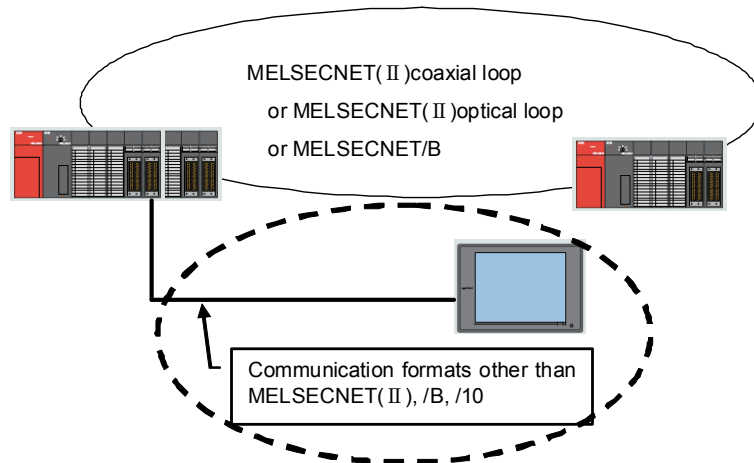 MELSECNET(Ⅱ)coaxial loop
or MELSECNET(Ⅱ)optical loop
or MELSECNET/B
Communication formats other than
MELSECNET(Ⅱ), /B, /10